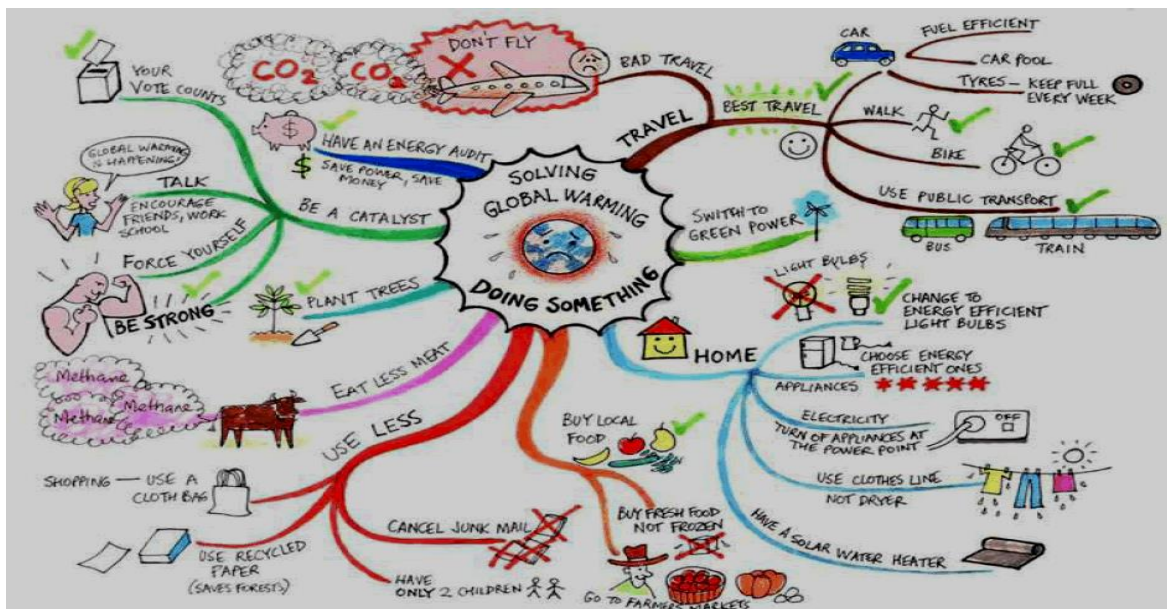 SOLVING
GLOBAL WARMING
DOING SOMETHING
TRAVEL
BAD TRAVEL
DON'T FLY
CO2
CO2
BEST TRAVEL
CAR
FUEL EFFICIENT
CAR POOL
TYRES — KEEP FULL
EVERY WEEK
WALK
BIKE
USE PUBLIC TRANSPORT
BUS
TRAIN
SWITCH TO
GREEN POWER
HOME
LIGHT BULBS
CHANGE TO
ENERGY EFFICIENT
LIGHT BULBS
APPLIANCES
CHOOSE ENERGY
EFFICIENT ONES
ELECTRICITY
TURN OF APPLIANCES AT
THE POWER POINT
OFF
USE CLOTHES LINE
NOT DRYER
HAVE A SOLAR WATER HEATER
BUY LOCAL
FOOD
BUY FRESH FOOD
NOT FROZEN
GO TO FARMERS MARKETS
USE LESS
SHOPPING — USE A
CLOTH BAG
USE RECYCLED
PAPER
(SAVES FORESTS)
CANCEL JUNK MAIL
HAVE
ONLY 2 CHILDREN
EAT LESS MEAT
Methane
Methane
Methane
PLANT TREES
BE A CATALYST
YOUR
VOTE COUNTS
TALK
ENCOURAGE
FRIENDS, WORK
SCHOOL
GLOBAL WARMING
IS HAPPENING!
FORCE YOURSELF
BE STRONG
HAVE AN ENERGY AUDIT
$
$ SAVE POWER, SAVE
MONEY